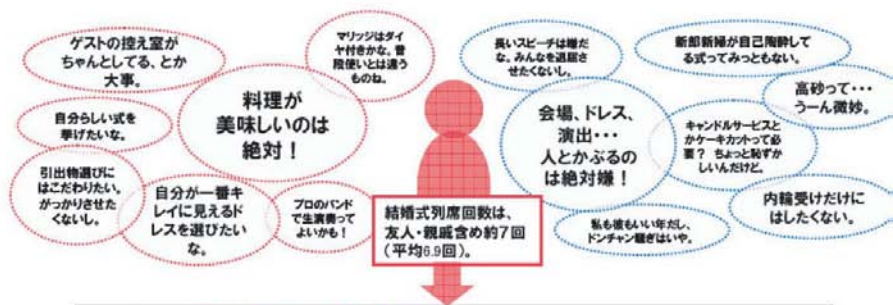 ゲストの控え室が
ちゃんとしてる、とか
大事。
マリッジはダイ
ヤ付きかな。普
段使いとは違う
ものね。
料理が
美味しいのは
絶対！
自分らしい式を
挙げたいな。
引出物選びに
はこだわりたい。
がっかりさせた
くないし。
自分が一番キ
レイに見えるド
レスを選びたい
な。
プロのバンド
で生演奏って
よいかも！
結婚式列席回数は、
友人・親戚含め約7回
（平均6.9回）。
長いスピーチは嫌だ
な。みんなを退屈さ
せたくないし。
新郎新婦が自己陶酔して
る式ってみっともない。
高砂って・・・
うーん微妙。
会場、ドレス、
演出・・・
人とかぶるの
は絶対嫌！
キャンドルサービスと
かケーキカットって必
要？ ちょっと恥ずか
しいんだけど。
内輪受けだけに
はしたくない。
私も彼もいい年だし、
ドンチャン騒ぎはいや。